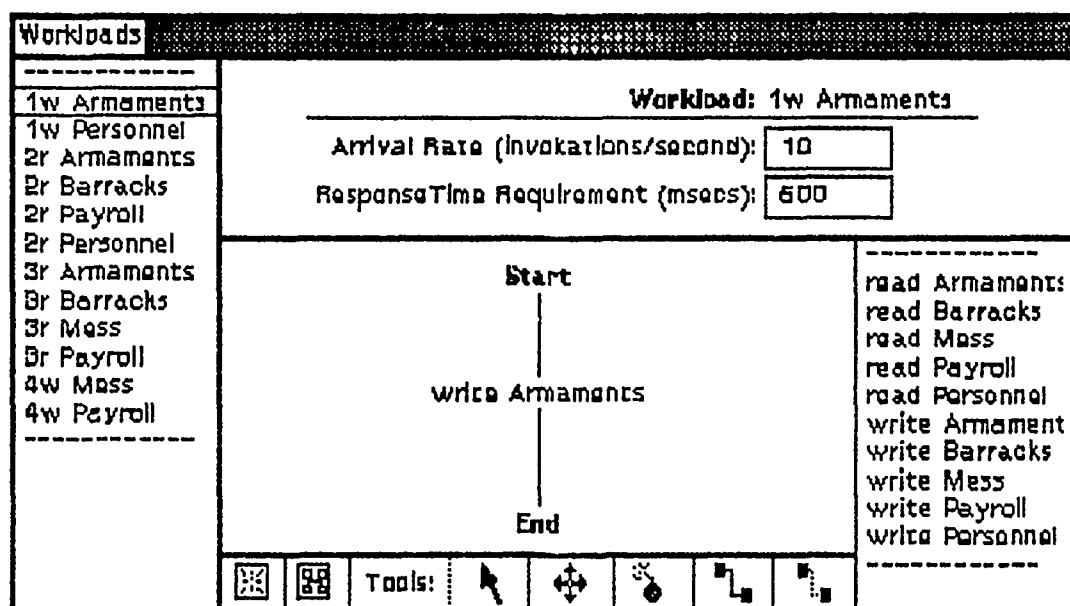 Workloads
1w Armaments
1w Personnel
2r Armaments
2r Barracks
2r Payroll
2r Personnel
3r Armaments
3r Barracks
3r Mess
3r Payroll
4w Mess
4w Payroll
Workload: 1w Armaments
Arrival Rate (invokations/second): 10
ResponseTime Requirement (msecs): 600
Start
write Armaments
End
read Armaments
read Barracks
read Mess
read Payroll
read Personnel
write Armament
write Barracks
write Mess
write Payroll
write Personnel
Tools: